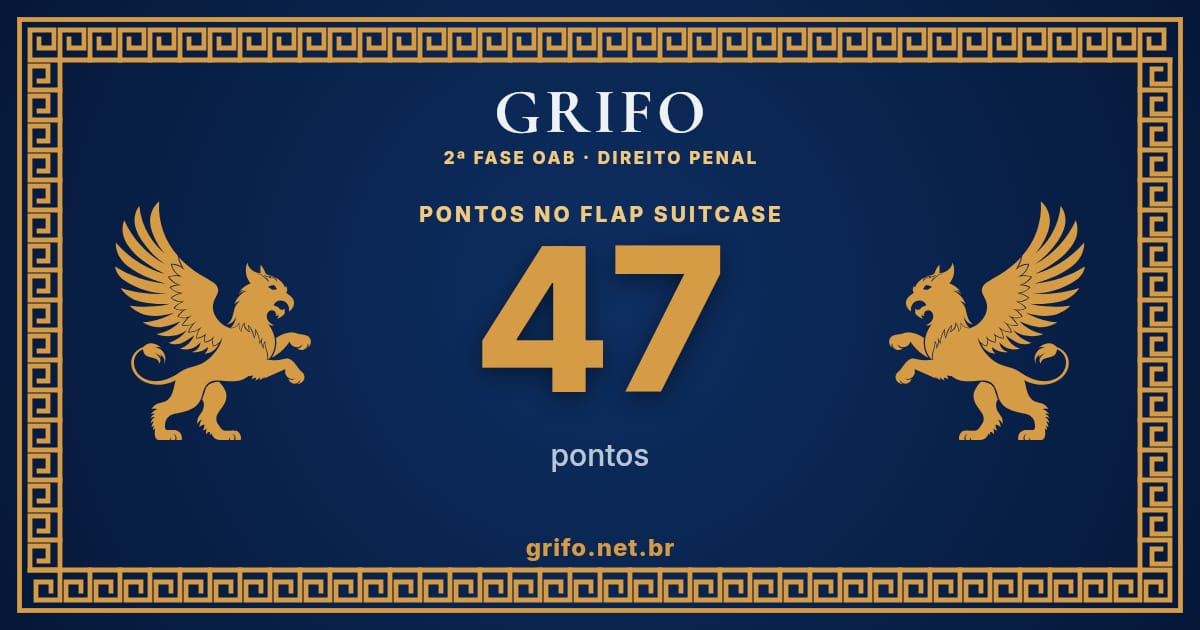 GRIFO
2ª FASE OAB · DIREITO PENAL
PONTOS NO FLAP SUITCASE
47
pontos
grifo.net.br